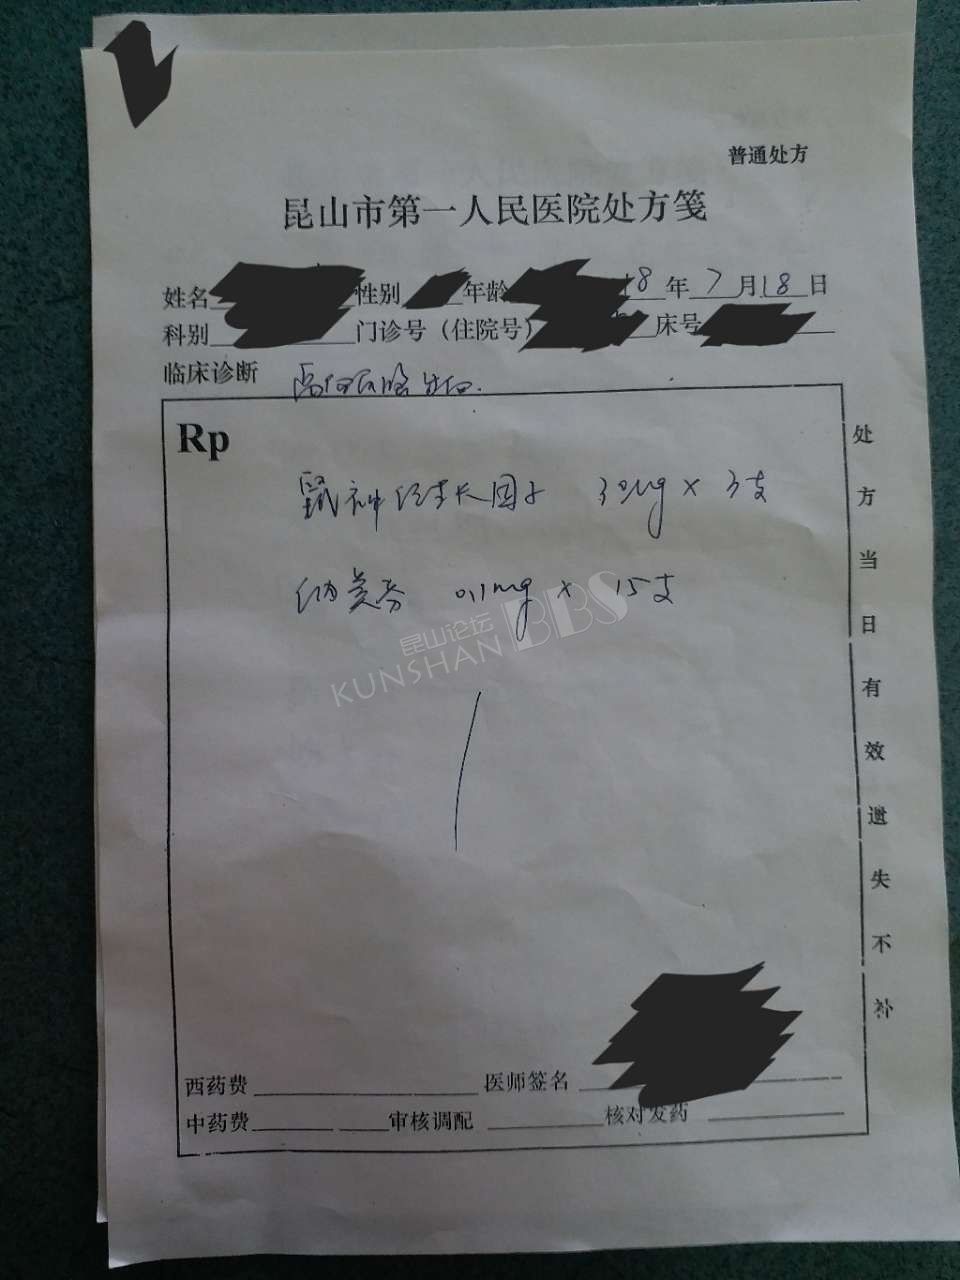 普通处方
昆山市第一人民医院处方笺
姓名 性别 年龄 18年7月18日
科别 门诊号（住院号） 床号
临床诊断
Rp
鼠神经生长因子 30ug × 3支
纳美芬 0.1mg × 15支
昆山论坛
KUNSHAN BBS
西药费 医师签名
中药费 审核调配 核对发药
处方当日有效遗失不补